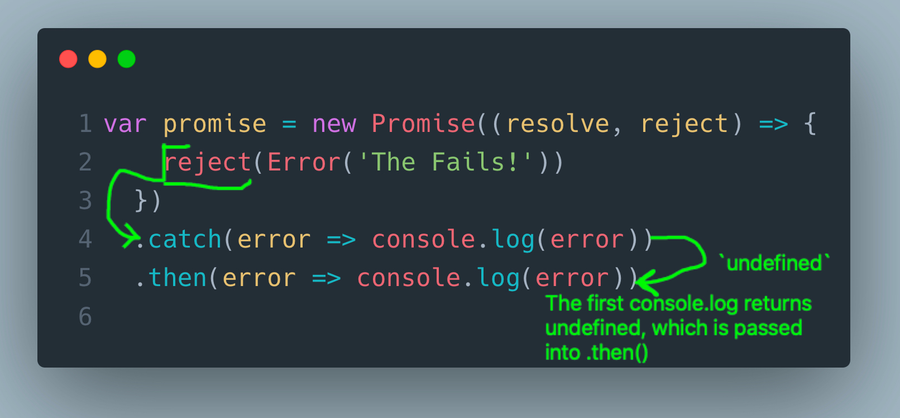 1 var promise = new Promise((resolve, reject) => {
2 reject(Error('The Fails!'))
3 })
4 .catch(error => console.log(error))
5 .then(error => console.log(error))
6
`undefined`
The first console.log returns
undefined, which is passed
into .then()